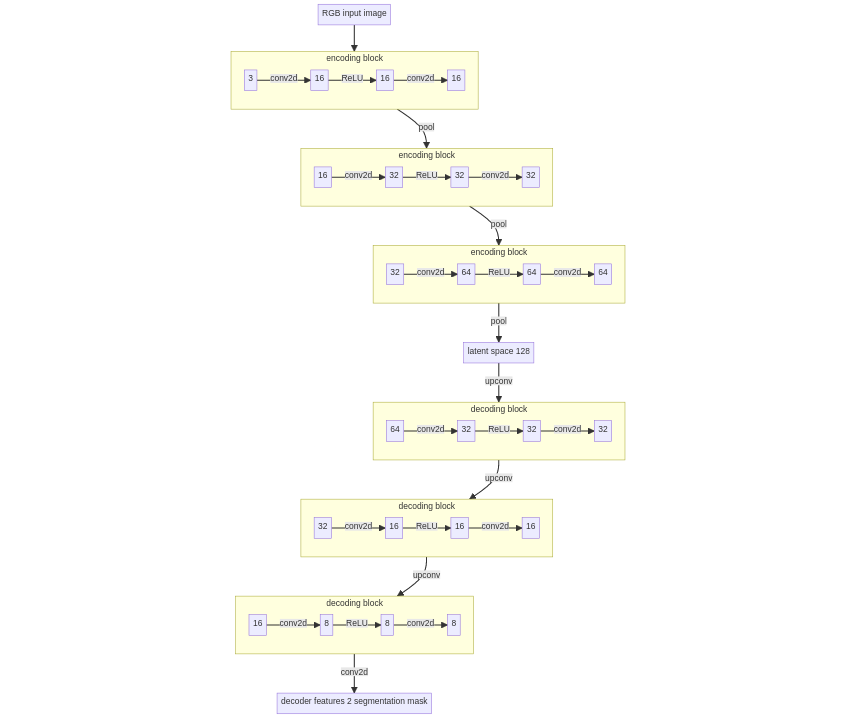 RGB input image
encoding block
3 conv2d 16 ReLU 16 conv2d 16
pool
encoding block
16 conv2d 32 ReLU 32 conv2d 32
pool
encoding block
32 conv2d 64 ReLU 64 conv2d 64
pool
latent space 128
upconv
decoding block
64 conv2d 32 ReLU 32 conv2d 32
upconv
decoding block
32 conv2d 16 ReLU 16 conv2d 16
upconv
decoding block
16 conv2d 8 ReLU 8 conv2d 8
conv2d
decoder features 2 segmentation mask